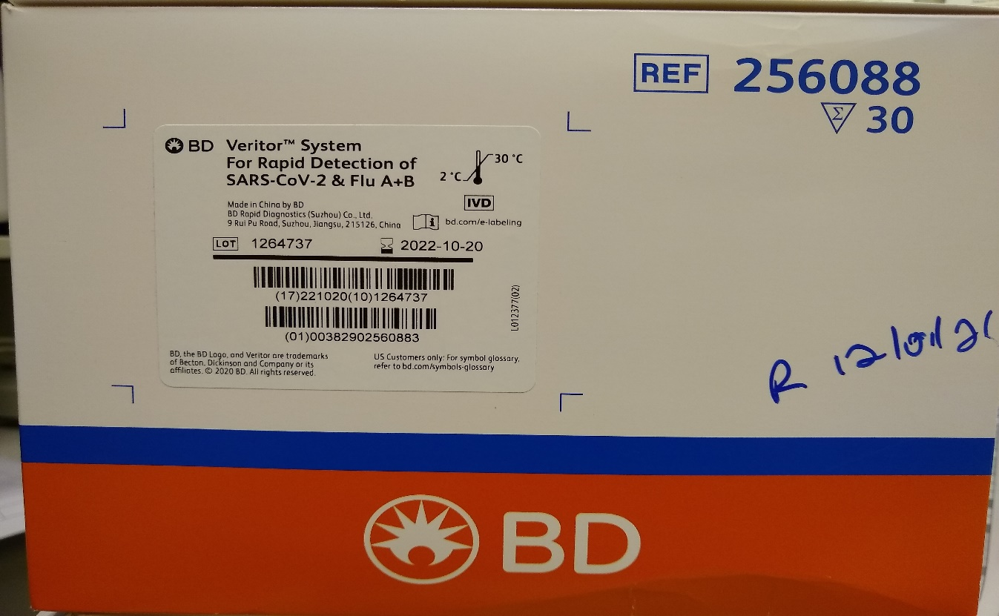 REF 256088
Σ 30
BD Veritor™ System
For Rapid Detection of
SARS-CoV-2 & Flu A+B
2 °C 30 °C
IVD
Made in China by BD
BD Rapid Diagnostics (Suzhou) Co., Ltd.
9 Rui Pu Road, Suzhou, Jiangsu, 215126, China
i bd.com/e-labeling
LOT 1264737 2022-10-20
(17)221020(10)1264737
(01)00382902560883
L012377(02)
BD, the BD Logo, and Veritor are trademarks
of Becton, Dickinson and Company or its
affiliates. © 2020 BD. All rights reserved.
US Customers only: For symbol glossary,
refer to bd.com/symbols-glossary
R
BD